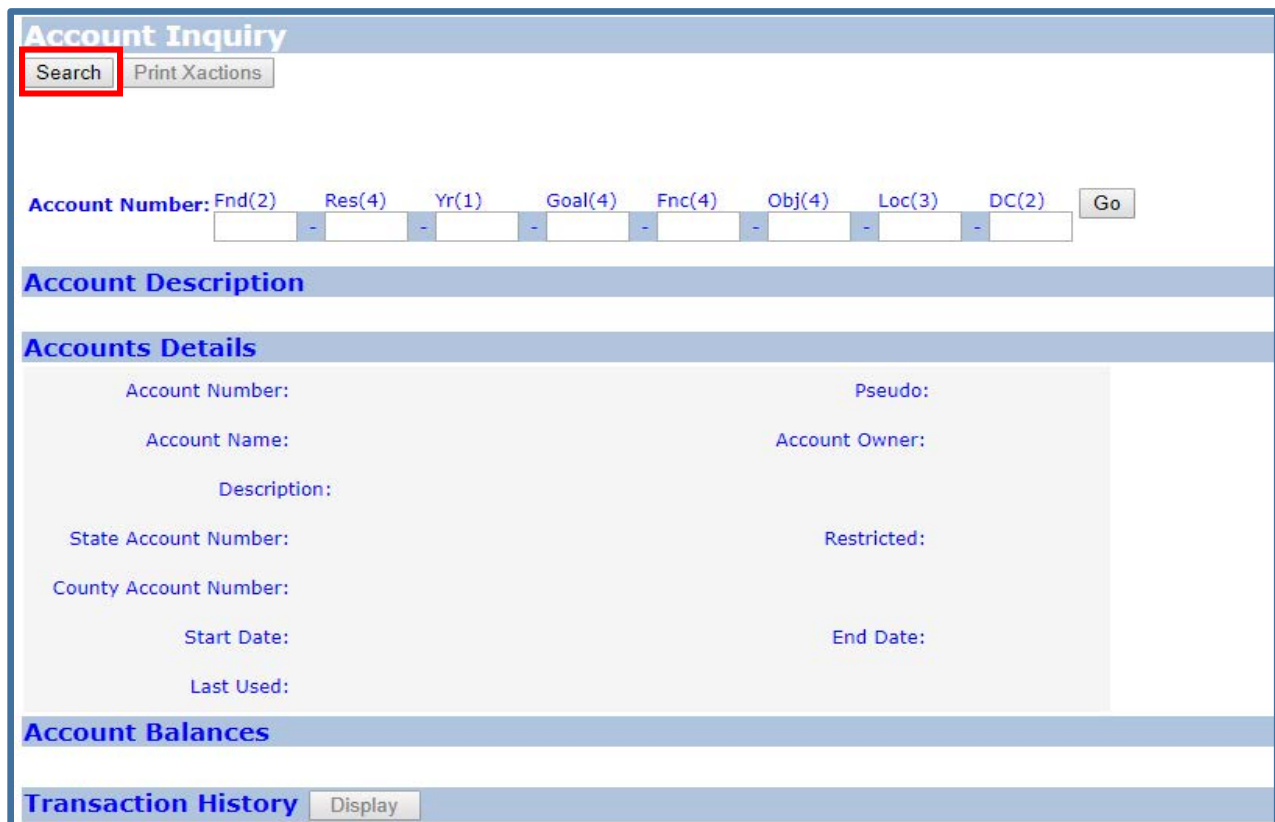 Account Inquiry
Search Print Xactions
Account Number: Fnd(2) Res(4) Yr(1) Goal(4) Fnc(4) Obj(4) Loc(3) DC(2) Go
- - - - - - -
Account Description
Accounts Details
Account Number: Pseudo:
Account Name: Account Owner:
Description:
State Account Number: Restricted:
County Account Number:
Start Date: End Date:
Last Used:
Account Balances
Transaction History Display